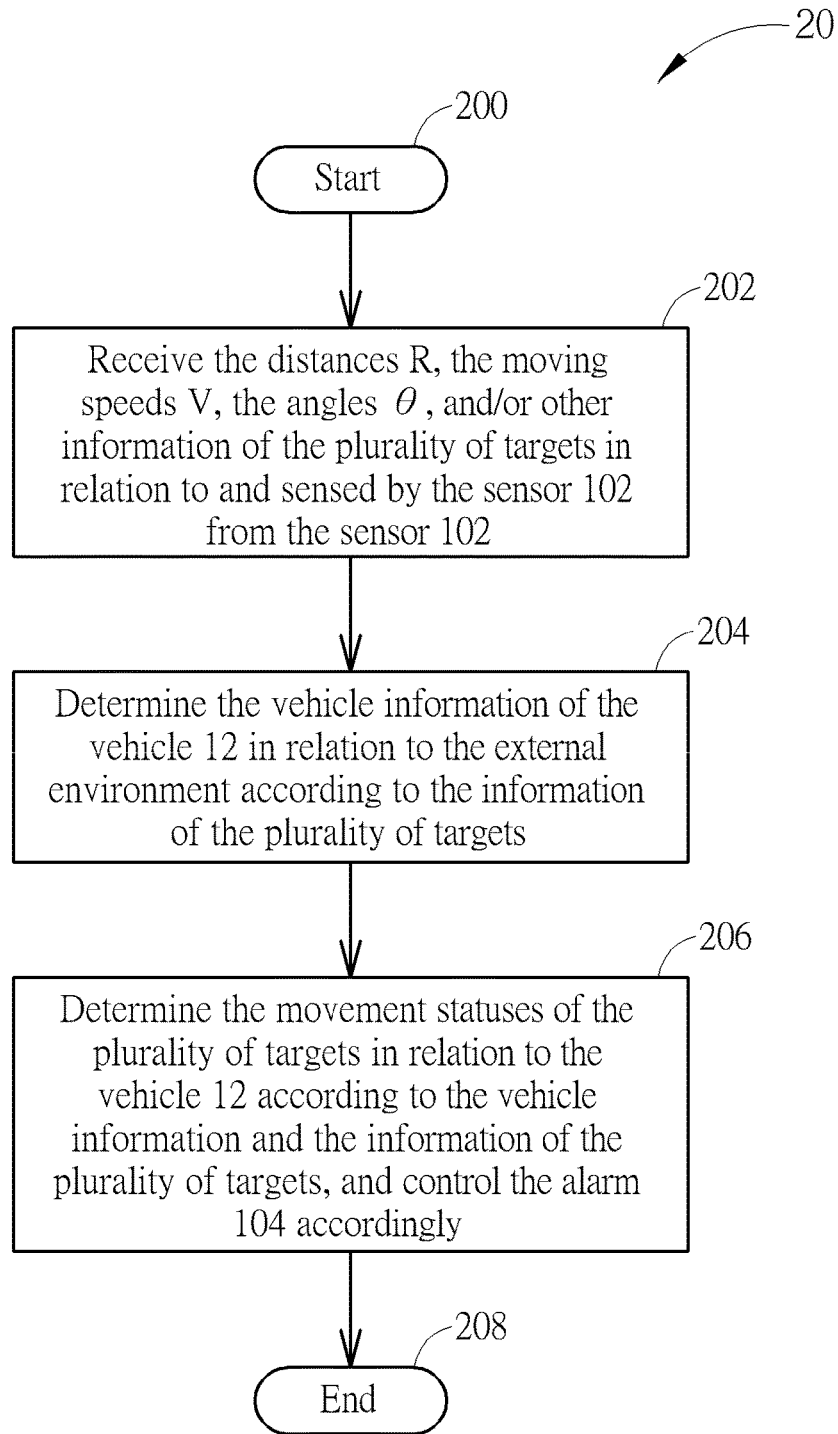 20
200
Start
202
Receive the distances R, the moving
speeds V, the angles θ, and/or other
information of the plurality of targets in
relation to and sensed by the sensor 102
from the sensor 102
204
Determine the vehicle information of the
vehicle 12 in relation to the external
environment according to the information
of the plurality of targets
206
Determine the movement statuses of the
plurality of targets in relation to the
vehicle 12 according to the vehicle
information and the information of the
plurality of targets, and control the alarm
104 accordingly
208
End